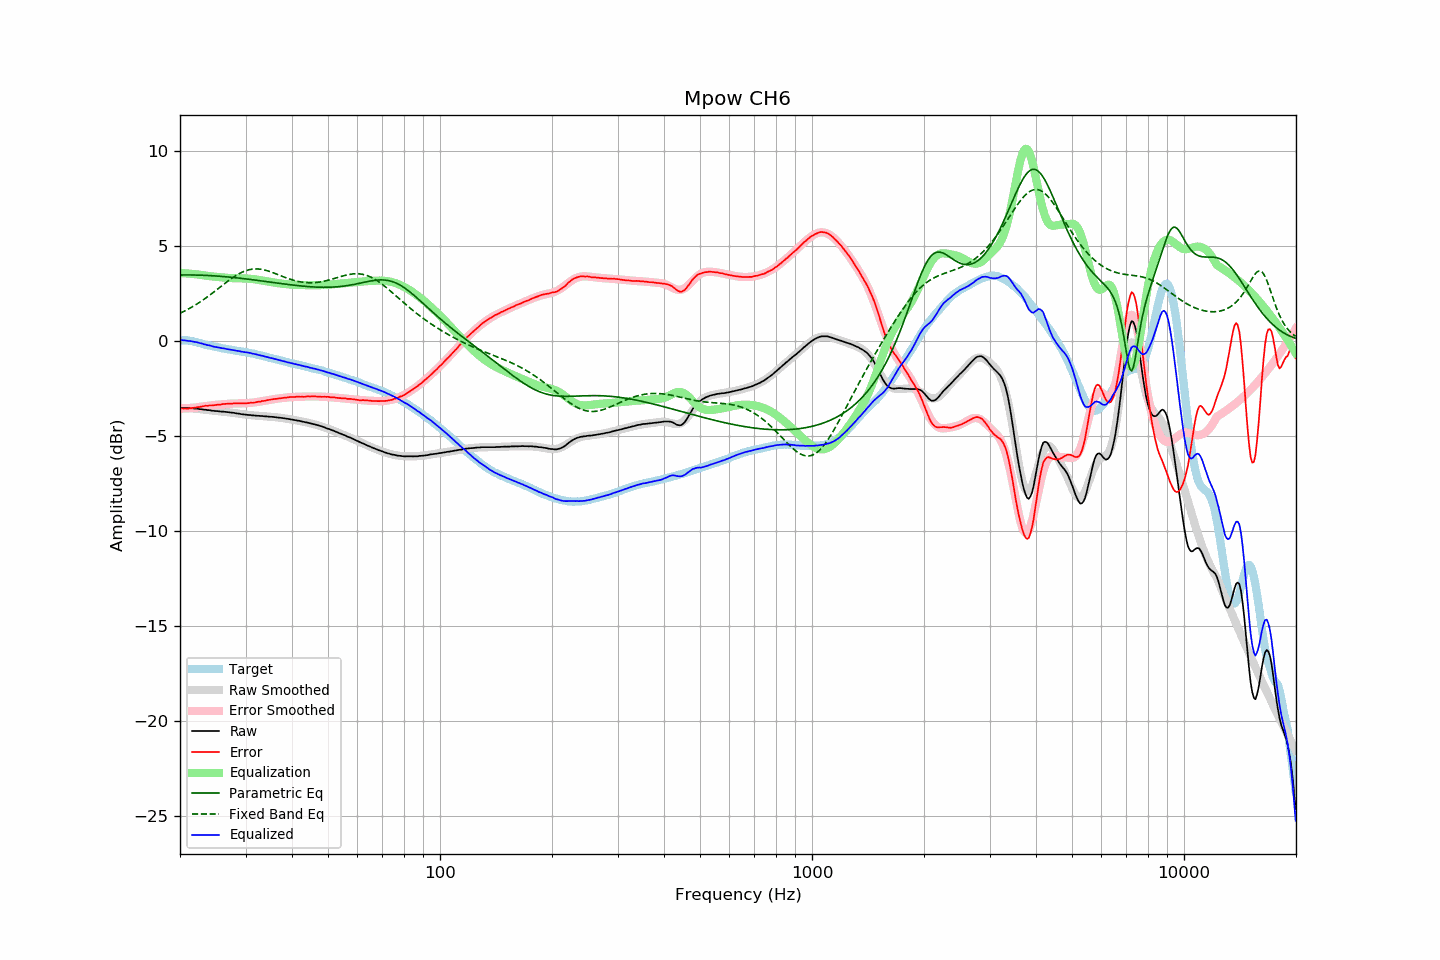 Mpow CH6
10
5
0
−5
−10
−15
−20
−25
Amplitude (dBr)
Target
Raw Smoothed
Error Smoothed
Raw
Error
Equalization
Parametric Eq
Fixed Band Eq
Equalized
100
1000
10000
Frequency (Hz)